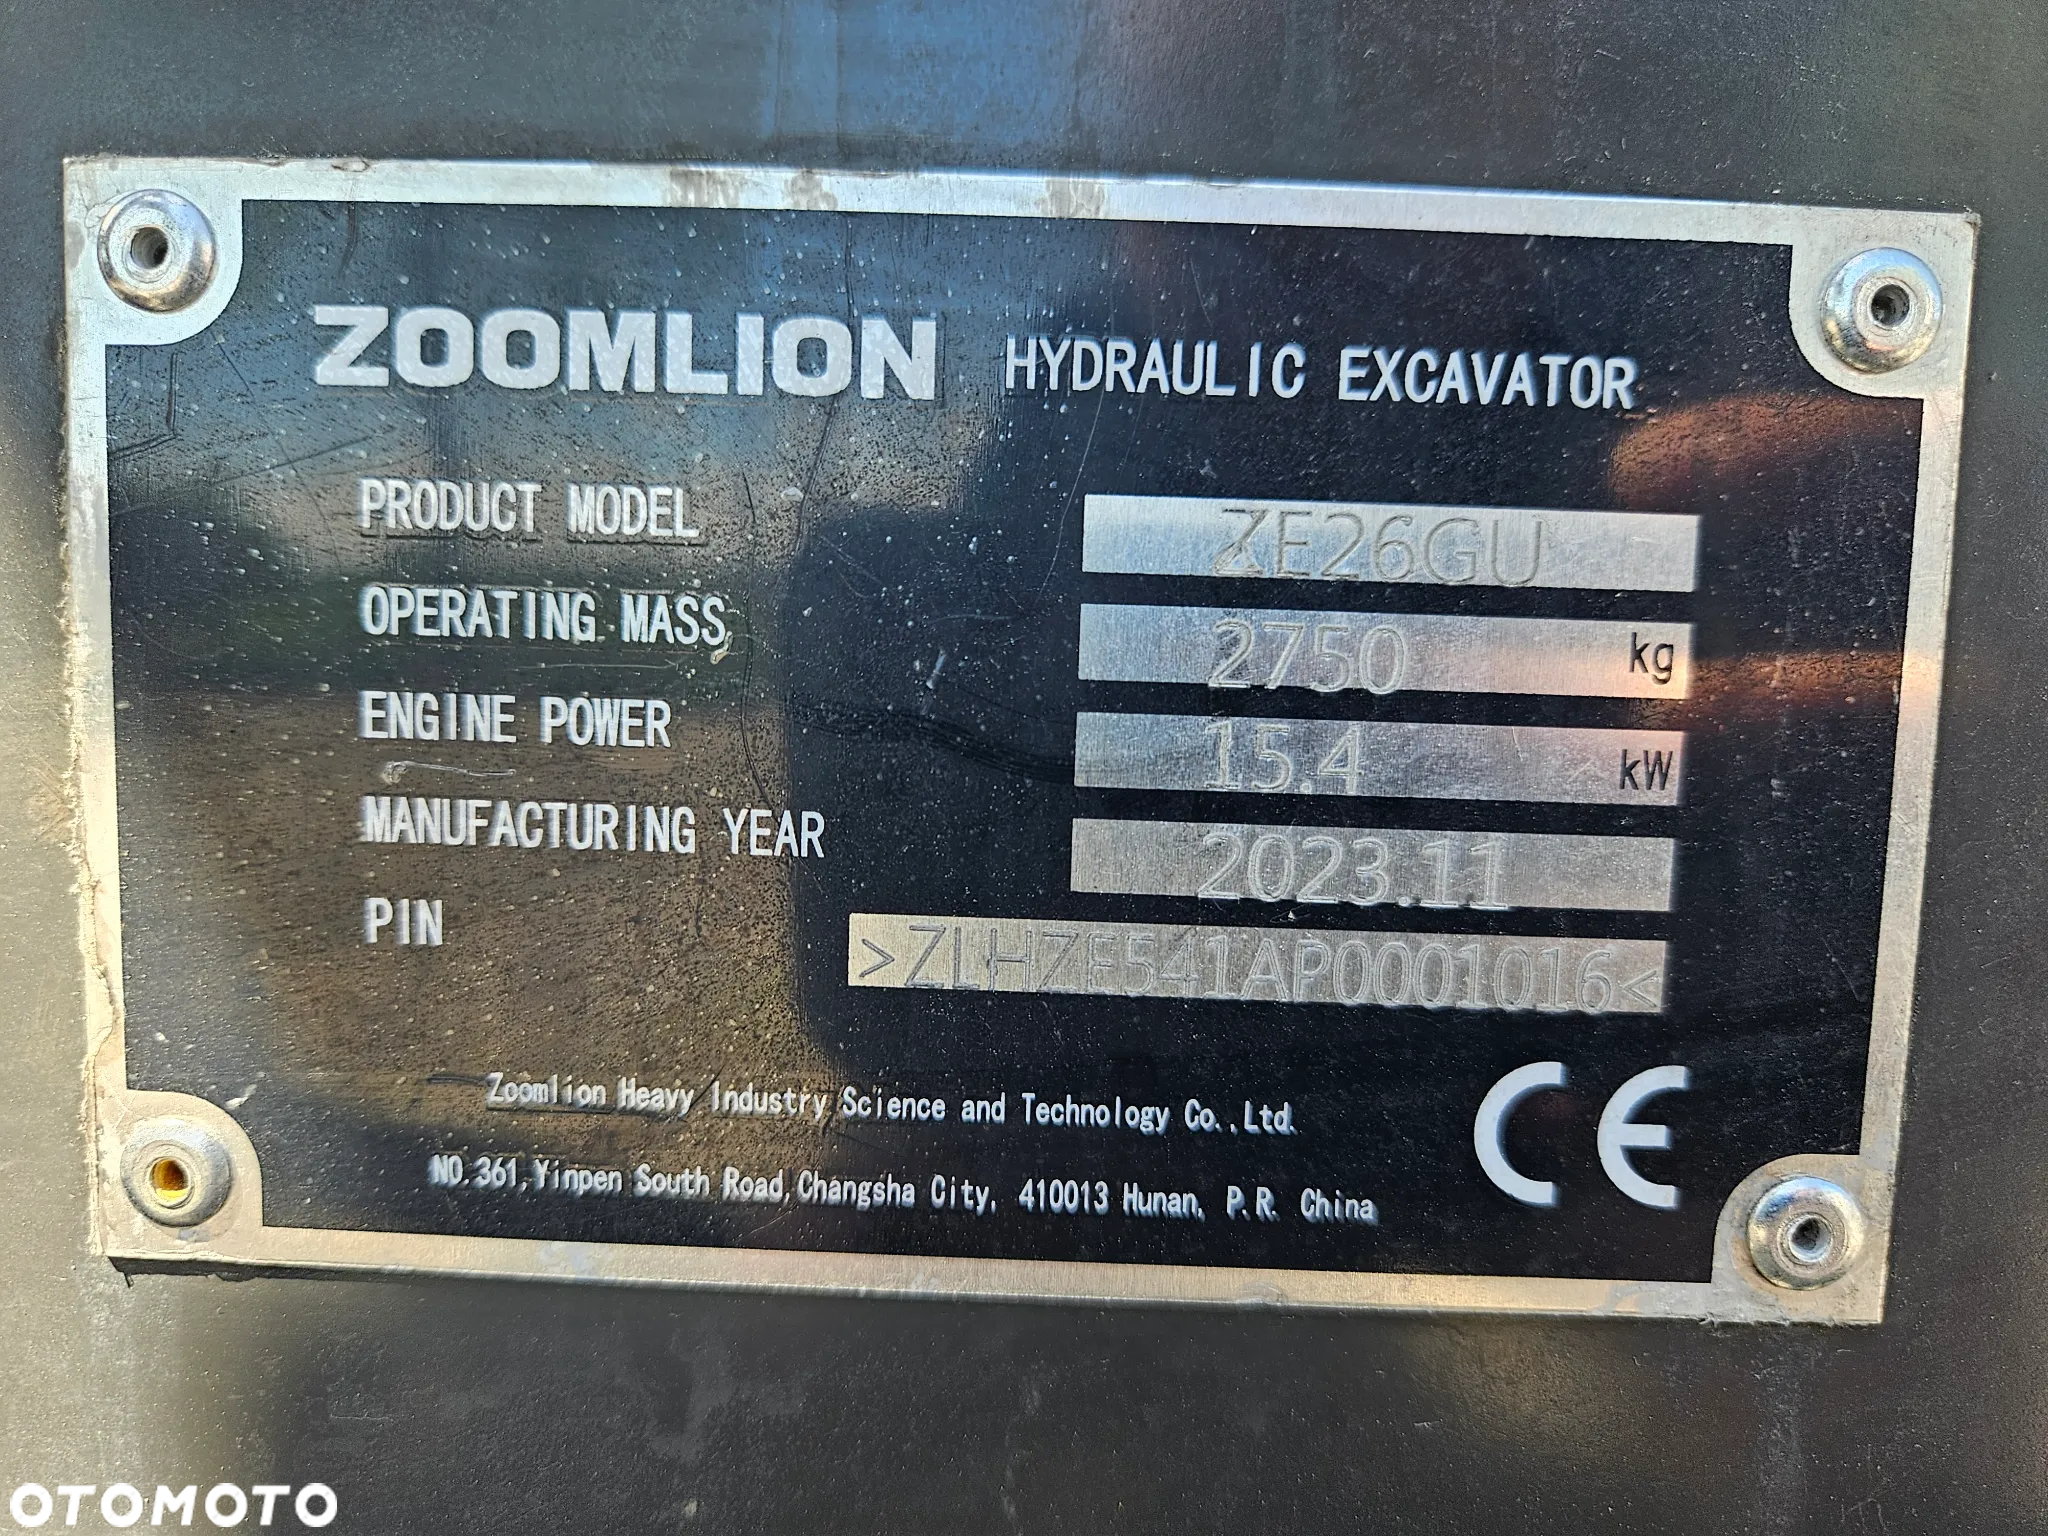 ZOOMLION HYDRAULIC EXCAVATOR
PRODUCT MODEL ZE26GU
OPERATING MASS 2750 kg
ENGINE POWER 15.4 kW
MANUFACTURING YEAR 2023.11
PIN >ZLHZE541AP0001016<
Zoomlion Heavy Industry Science and Technology Co.,Ltd.
NO.361,Yinpen South Road,Changsha City, 410013 Hunan, P.R. China
CE
OTOMOTO